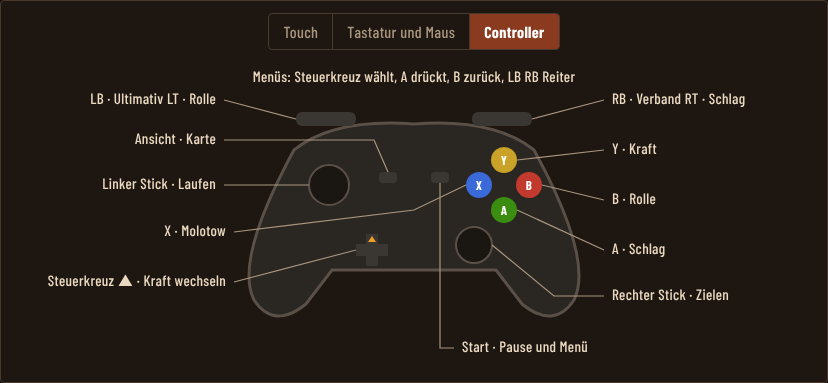 Touch
Tastatur und Maus
Controller
Menüs: Steuerkreuz wählt, A drückt, B zurück, LB RB Reiter
LB · Ultimativ LT · Rolle
RB · Verband RT · Schlag
Ansicht · Karte
Y · Kraft
Linker Stick · Laufen
B · Rolle
X · Molotow
A · Schlag
Steuerkreuz ▲ · Kraft wechseln
Rechter Stick · Zielen
Start · Pause und Menü
Y
X
B
A